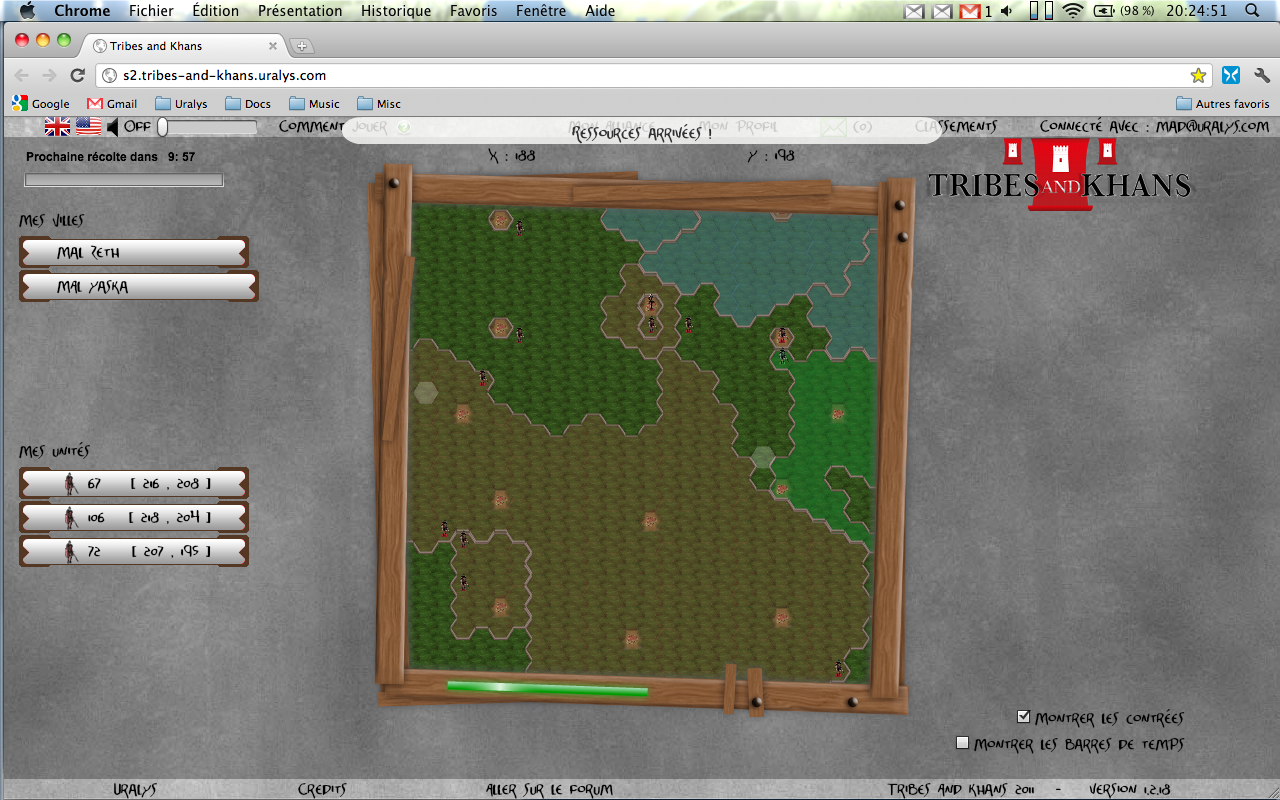 Chrome Fichier Édition Présentation Historique Favoris Fenêtre Aide 1 (98 %) 20:24:51
Tribes and Khans
s2.tribes-and-khans.uralys.com
Google Gmail Uralys Docs Music Misc Autres favoris
OFF COMMENT JOUER MON ALLIANCE MON PROFIL (0) CLASSEMENTS CONNECTÉ AVEC : MAD@URALYS.COM
RESSOURCES ARRIVÉES !
Prochaine récolte dans 9: 57
X : 188 Y : 198
TRIBES AND KHANS
MES VILLES
MAL ZETH
MAL YASKA
MES UNITÉS
67 [ 216 , 208 ]
106 [ 218 , 204 ]
72 [ 207 , 195 ]
MONTRER LES CONTRÉES
MONTRER LES BARRES DE TEMPS
URALYS CREDITS ALLER SUR LE FORUM TRIBES AND KHANS 2011 - VERSION 1.2.18